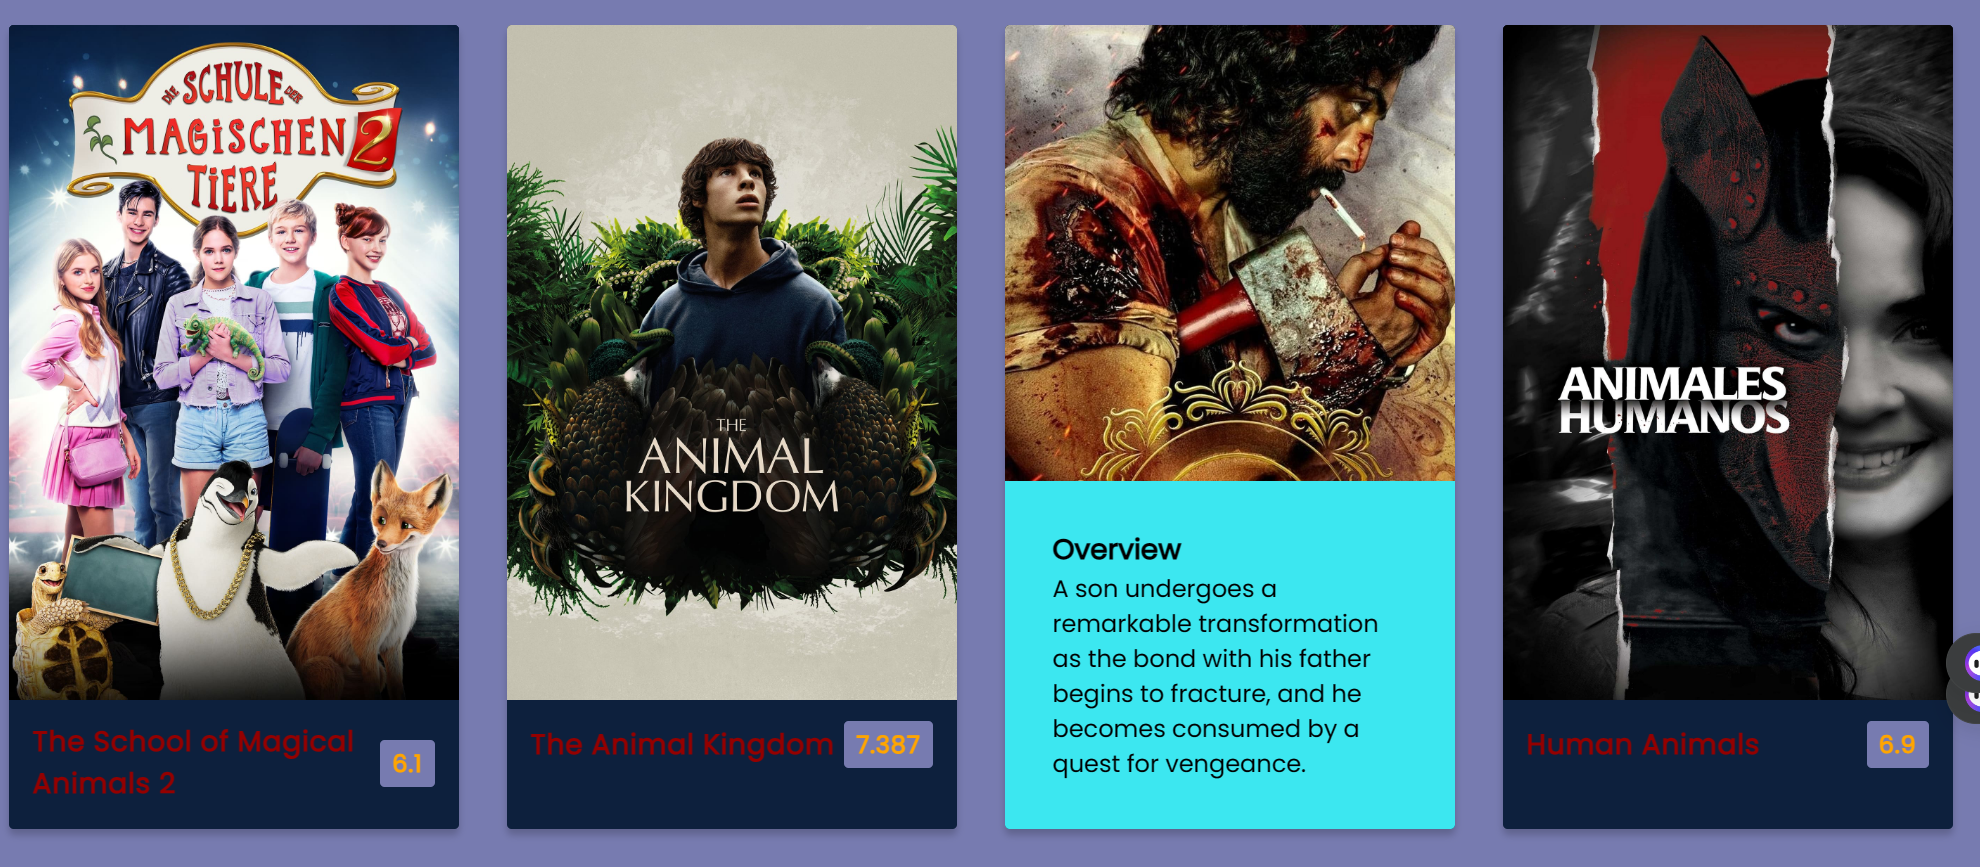 DIE SCHULE DER
MAGISCHEN 2
TIERE
The School of Magical
Animals 2
6.1
THE
ANIMAL
KINGDOM
The Animal Kingdom
7.387
Overview
A son undergoes a
remarkable transformation
as the bond with his father
begins to fracture, and he
becomes consumed by a
quest for vengeance.
ANIMALES
HUMANOS
Human Animals
6.9